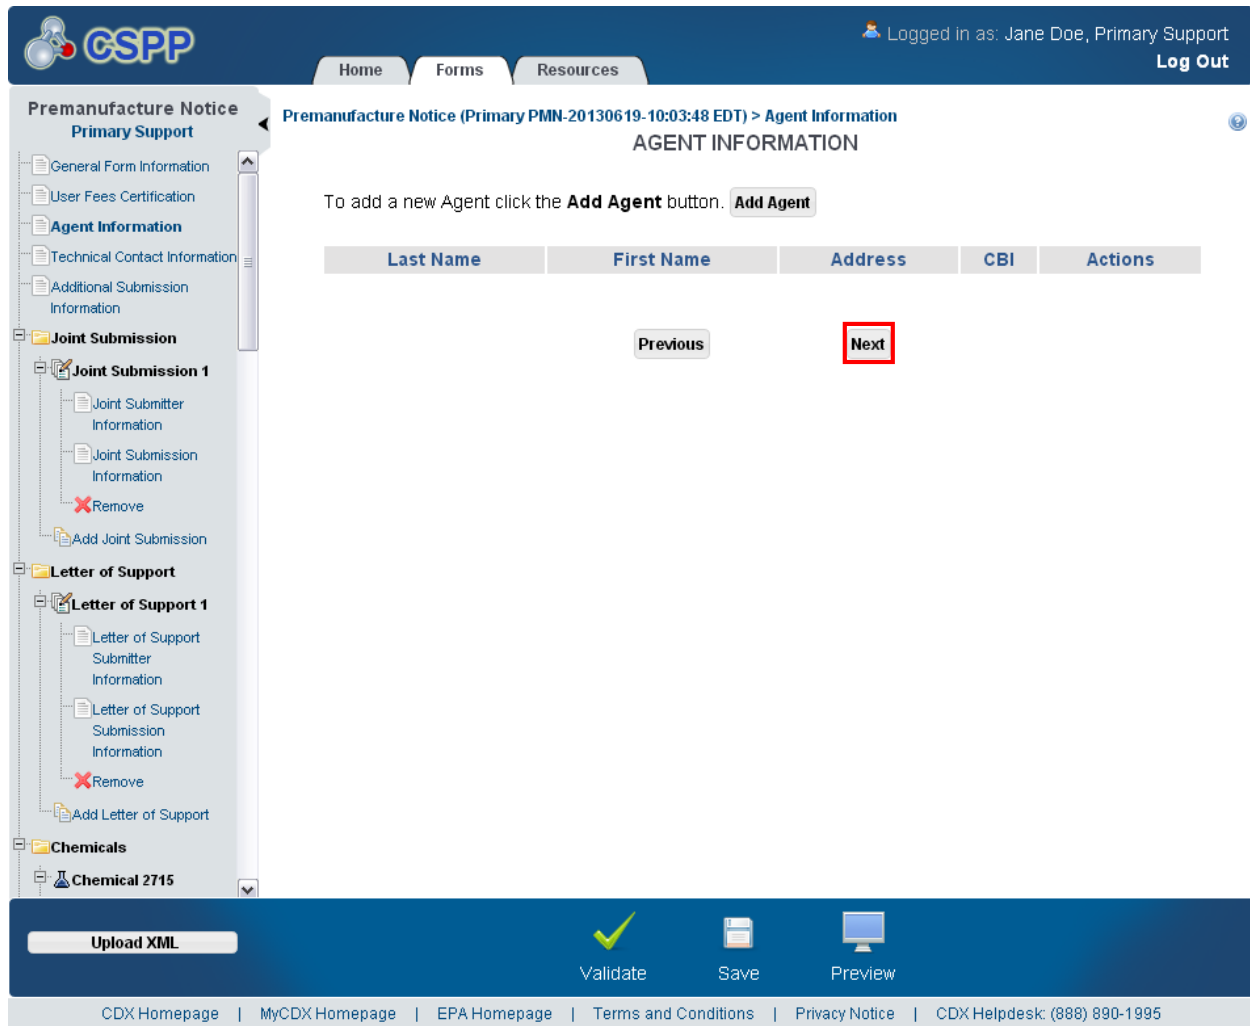 CSPP
Logged in as: Jane Doe, Primary Support
Log Out
Home Forms Resources
Premanufacture Notice
Primary Support
General Form Information
User Fees Certification
Agent Information
Technical Contact Information
Additional Submission
Information
Joint Submission
Joint Submission 1
Joint Submitter
Information
Joint Submission
Information
Remove
Add Joint Submission
Letter of Support
Letter of Support 1
Letter of Support
Submitter
Information
Letter of Support
Submission
Information
Remove
Add Letter of Support
Chemicals
Chemical 2715
Premanufacture Notice (Primary PMN-20130619-10:03:48 EDT) > Agent Information
AGENT INFORMATION
To add a new Agent click the Add Agent button. Add Agent
Last Name First Name Address CBI Actions
Previous Next
Upload XML
Validate Save Preview
CDX Homepage | MyCDX Homepage | EPA Homepage | Terms and Conditions | Privacy Notice | CDX Helpdesk: (888) 890-1995